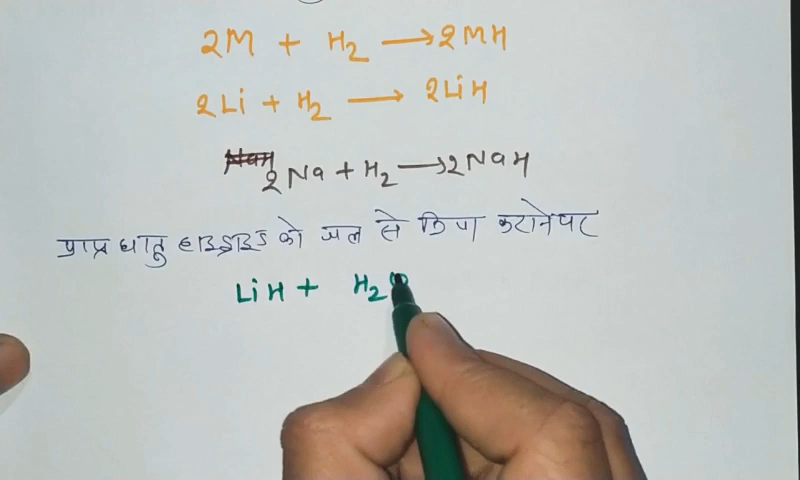 2M + H₂ → 2MH
2Li + H₂ → 2LiH
2Na + H₂ → 2NaH
प्राप्त धातु हाइड्राइड को जल से क्रिया कराने पर
LiH + H₂O